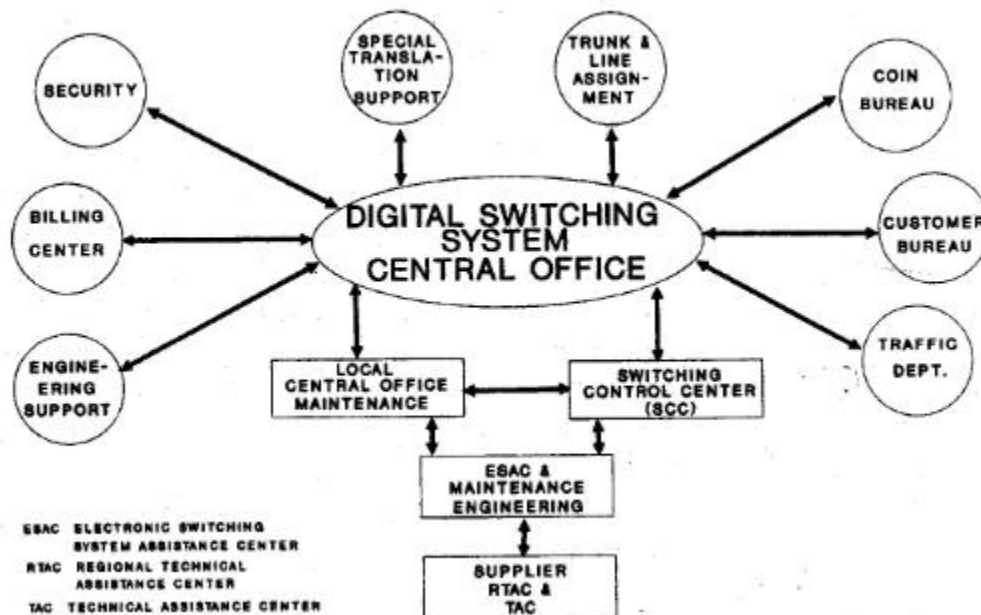 SECURITY
SPECIAL
TRANSLA-
TION
SUPPORT
TRUNK &
LINE
ASSIGN-
MENT
COIN
BUREAU
BILLING
CENTER
DIGITAL SWITCHING
SYSTEM
CENTRAL OFFICE
CUSTOMER
BUREAU
ENGINE-
ERING
SUPPORT
LOCAL
CENTRAL OFFICE
MAINTENANCE
SWITCHING
CONTROL CENTER
(SCC)
TRAFFIC
DEPT.
ESAC &
MAINTENANCE
ENGINEERING
SUPPLIER
RTAC &
TAC
ESAC ELECTRONIC SWITCHING
SYSTEM ASSISTANCE CENTER
RTAC REGIONAL TECHNICAL
ASSISTANCE CENTER
TAC TECHNICAL ASSISTANCE CENTER